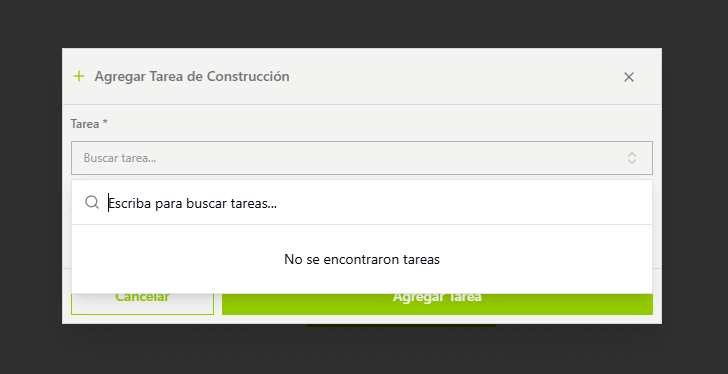 Agregar Tarea de Construcción
Tarea *
Buscar tarea...
Escriba para buscar tareas...
No se encontraron tareas
Cancelar
Agregar Tarea